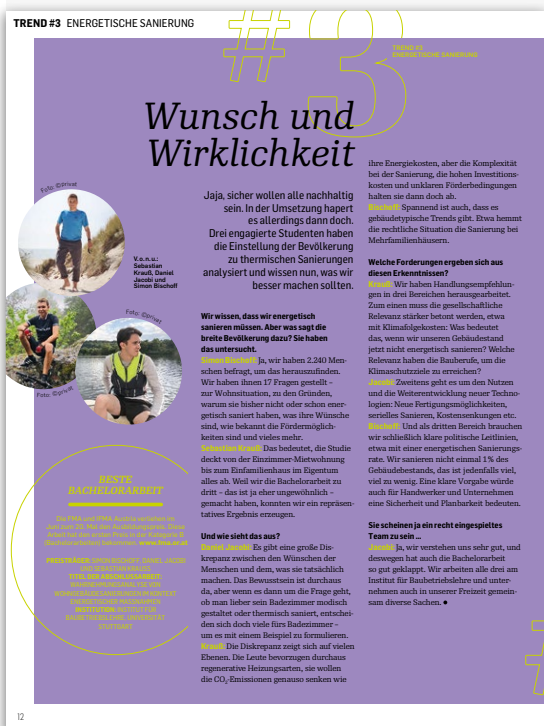 TREND #3 ENERGETISCHE SANIERUNG
#3
TREND #3
ENERGETISCHE SANIERUNG
Wunsch und
Wirklichkeit
Jaja, sicher wollen alle nachhaltig
sein. In der Umsetzung hapert
es allerdings dann doch.
Drei engagierte Studenten haben
die Einstellung der Bevölkerung
zu thermischen Sanierungen
analysiert und wissen nun, was wir
besser machen sollten.
Foto: ©privat
V.o.n.u.:
Sebastian
Krauß, Daniel
Jacobi und
Simon Bischoff
Foto: ©privat
Foto: ©privat
Wir wissen, dass wir energetisch
sanieren müssen. Aber was sagt die
breite Bevölkerung dazu? Sie haben
das untersucht.
Simon Bischoff: Ja, wir haben 2.240 Men-
schen befragt, um das herauszufinden.
Wir haben ihnen 17 Fragen gestellt –
zur Wohnsituation, zu den Gründen,
warum sie bisher nicht oder schon ener-
getisch saniert haben, was ihre Wünsche
sind, wie bekannt die Fördermöglich-
keiten sind und vieles mehr.
Sebastian Krauß: Das bedeutet, die Studie
deckt von der Einzimmer-Mietwohnung
bis zum Einfamilienhaus im Eigentum
alles ab. Weil wir die Bachelorarbeit zu
dritt – das ist ja eher ungewöhnlich –
gemacht haben, konnten wir ein repräsen-
tatives Ergebnis erzeugen.
Und wie sieht das aus?
Daniel Jacobi: Es gibt eine große Dis-
krepanz zwischen den Wünschen der
Menschen und dem, was sie tatsächlich
machen. Das Bewusstsein ist durchaus
da, aber wenn es dann um die Frage geht,
ob man lieber sein Badezimmer modisch
gestaltet oder thermisch saniert, entschei-
den sich doch viele fürs Badezimmer –
um es mit einem Beispiel zu formulieren.
Krauß: Die Diskrepanz zeigt sich auf vielen
Ebenen. Die Leute bevorzugen durchaus
regenerative Heizungsarten, sie wollen
die CO₂-Emissionen genauso senken wie
ihre Energiekosten, aber die Komplexität
bei der Sanierung, die hohen Investitions-
kosten und unklaren Förderbedingungen
halten sie dann doch ab.
Bischoff: Spannend ist auch, dass es
gebäudetypische Trends gibt. Etwa hemmt
die rechtliche Situation die Sanierung bei
Mehrfamilienhäusern.
Welche Forderungen ergeben sich aus
diesen Erkenntnissen?
Krauß: Wir haben Handlungsempfehlun-
gen in drei Bereichen herausgearbeitet.
Zum einen muss die gesellschaftliche
Relevanz stärker betont werden, etwa
mit Klimafolgekosten: Was bedeutet
das, wenn wir unseren Gebäudestand
jetzt nicht energetisch sanieren? Welche
Relevanz haben die Bauberufe, um die
Klimaschutzziele zu erreichen?
Jacobi: Zweitens geht es um den Nutzen
und die Weiterentwicklung neuer Techno-
logien: Neue Fertigungsmöglichkeiten,
serielles Sanieren, Kostensenkungen etc.
Bischoff: Und als dritten Bereich brauchen
wir schließlich klare politische Leitlinien,
etwa mit einer energetischen Sanierungs-
rate. Wir sanieren nicht einmal 1% des
Gebäudebestands, das ist jedenfalls viel,
viel zu wenig. Eine klare Vorgabe würde
auch für Handwerker und Unternehmen
eine Sicherheit und Planbarkeit bedeuten.
Sie scheinen ja ein recht eingespieltes
Team zu sein ...
Jacobi: Ja, wir verstehen uns sehr gut, und
deswegen hat auch die Bachelorarbeit
so gut geklappt. Wir arbeiten alle drei am
Institut für Baubetriebslehre und unter-
nehmen auch in unserer Freizeit gemein-
sam diverse Sachen. ●
BESTE
BACHELORARBEIT
Die FMA und IFMA Austria verliehen im
Juni zum 20. Mal den Ausbildungspreis. Diese
Arbeit hat den ersten Preis in der Kategorie B
(Bachelorarbeiten) bekommen. www.fma.or.at
PREISTRÄGER: SIMON BISCHOFF, DANIEL JACOBI
UND SEBASTIAN KRAUSS
TITEL DER ABSCHLUSSARBEIT:
WAHRNEHMUNGSANALYSE VON
WOHNGEBÄUDESANIERUNGEN IM KONTEXT
ENERGETISCHER MASSNAHMEN
INSTITUTION: INSTITUT FÜR
BAUBETRIEBSLEHRE, UNIVERSITÄT
STUTTGART
12